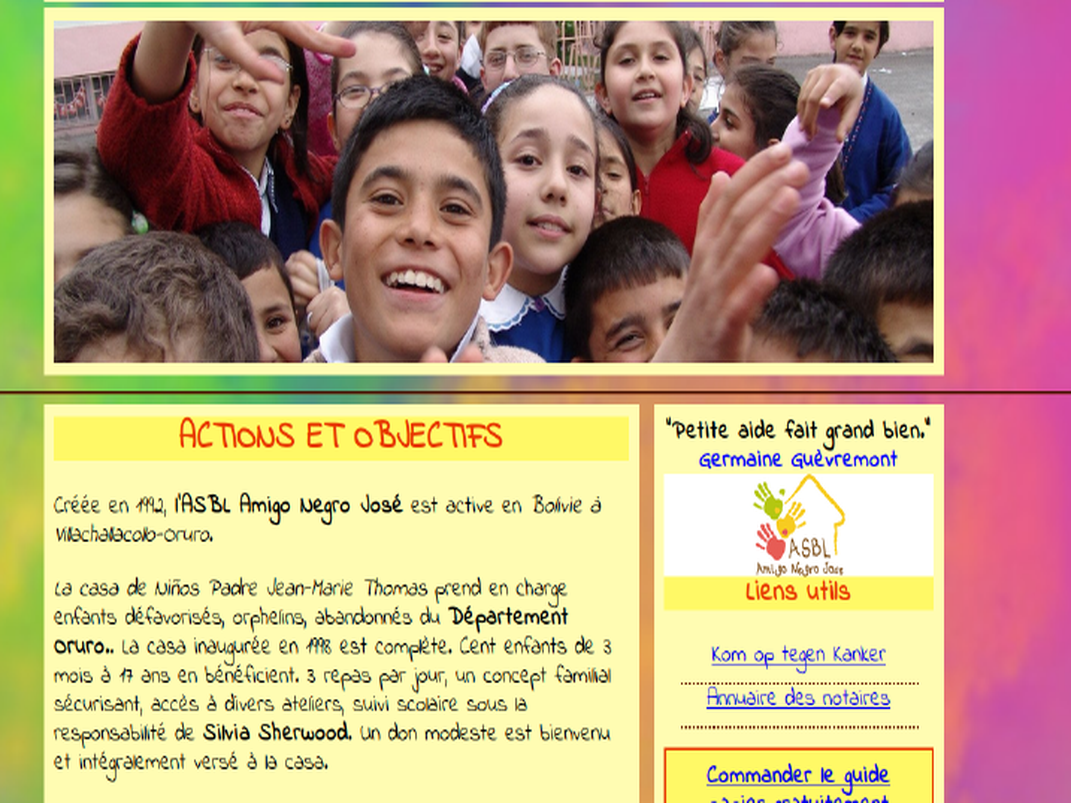 ACTIONS ET OBJECTIFS
Créée en 1992, l'ASBL Amigo Negro José est active en Bolivie à
Villachallacollo-Oruro.
La casa de Niños Padre Jean-Marie Thomas prend en charge
enfants défavorisés, orphelins, abandonnés du Département
Oruro.. La casa inaugurée en 1998 est complète. Cent enfants de 3
mois à 17 ans en bénéficient. 3 repas par jour, un concept familial
sécurisant, accès à divers ateliers, suivi scolaire sous la
responsabilité de Silvia Sherwood. Un don modeste est bienvenu
et intégralement versé à la casa.
"Petite aide fait grand bien."
Germaine Guèvremont
ASBL
Amigo Negro José
Liens utils
Kom op tegen Kanker
Annuaire des notaires
Commander le guide
papier gratuitement